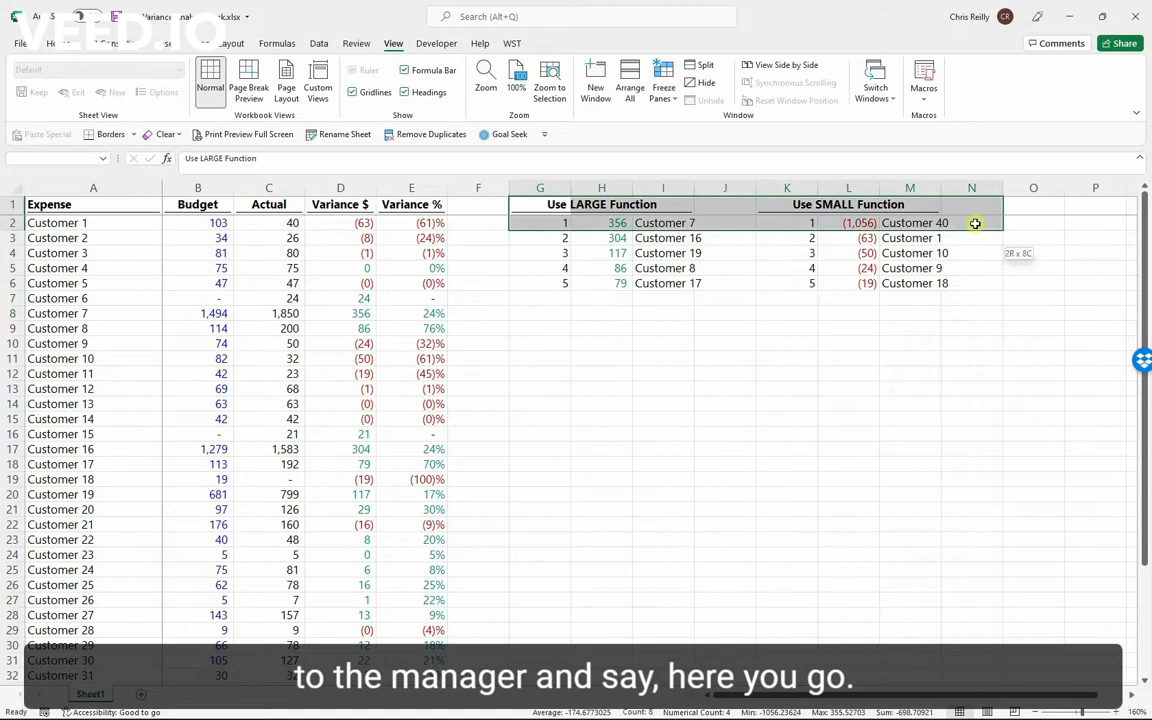 VEED.IO
Search (Alt+Q)
Chris Reilly
CR
Formulas Data Review View Developer Help WST
Comments Share
Default
Keep Exit New Options
Sheet View
Normal Page Break Preview Page Layout Custom Views
Workbook Views
Ruler Formula Bar
Gridlines Headings
Show
Zoom 100% Zoom to Selection
Zoom
New Window Arrange All Freeze Panes
Split View Side by Side
Hide Synchronous Scrolling
Unhide Reset Window Position
Window
Switch Windows
Macros
Macros
Paste Special Borders Clear Print Preview Full Screen Rename Sheet Remove Duplicates Goal Seek
fx Use LARGE Function
A B C D E F G H I J K L M N O P
1 Expense Budget Actual Variance $ Variance % Use LARGE Function Use SMALL Function
2 Customer 1 103 40 (63) (61)% 1 356 Customer 7 1 (1,056) Customer 40
3 Customer 2 34 26 (8) (24)% 2 304 Customer 16 2 (63) Customer 1
4 Customer 3 81 80 (1) (1)% 3 117 Customer 19 3 (50) Customer 10
2R x 8C
5 Customer 4 75 75 0 0% 4 86 Customer 8 4 (24) Customer 9
6 Customer 5 47 47 (0) (0)% 5 79 Customer 17 5 (19) Customer 18
7 Customer 6 - 24 24 -
8 Customer 7 1,494 1,850 356 24%
9 Customer 8 114 200 86 76%
10 Customer 9 74 50 (24) (32)%
11 Customer 10 82 32 (50) (61)%
12 Customer 11 42 23 (19) (45)%
13 Customer 12 69 68 (1) (1)%
14 Customer 13 63 63 (0) (0)%
15 Customer 14 42 42 (0) (0)%
16 Customer 15 - 21 21 -
17 Customer 16 1,279 1,583 304 24%
18 Customer 17 113 192 79 70%
19 Customer 18 19 - (19) (100)%
20 Customer 19 681 799 117 17%
21 Customer 20 97 126 29 30%
22 Customer 21 176 160 (16) (9)%
23 Customer 22 40 48 8 20%
24 Customer 23 5 5 0 5%
25 Customer 24 75 81 6 8%
26 Customer 25 62 78 16 25%
27 Customer 26 5 7 1 22%
28 Customer 27 143 157 13 9%
29 Customer 28 9 9 (0) (4)%
30 Customer 29 66 78 12 18%
31 Customer 30 105 127 22 21%
32 Customer 31 30
to the manager and say, here you go.
Sheet1
Ready Accessibility: Good to go Average: -174.6773025 Count: 8 Numerical Count: 4 Min: -1056.23624 Max: 355.52703 Sum: -698.70921 160%